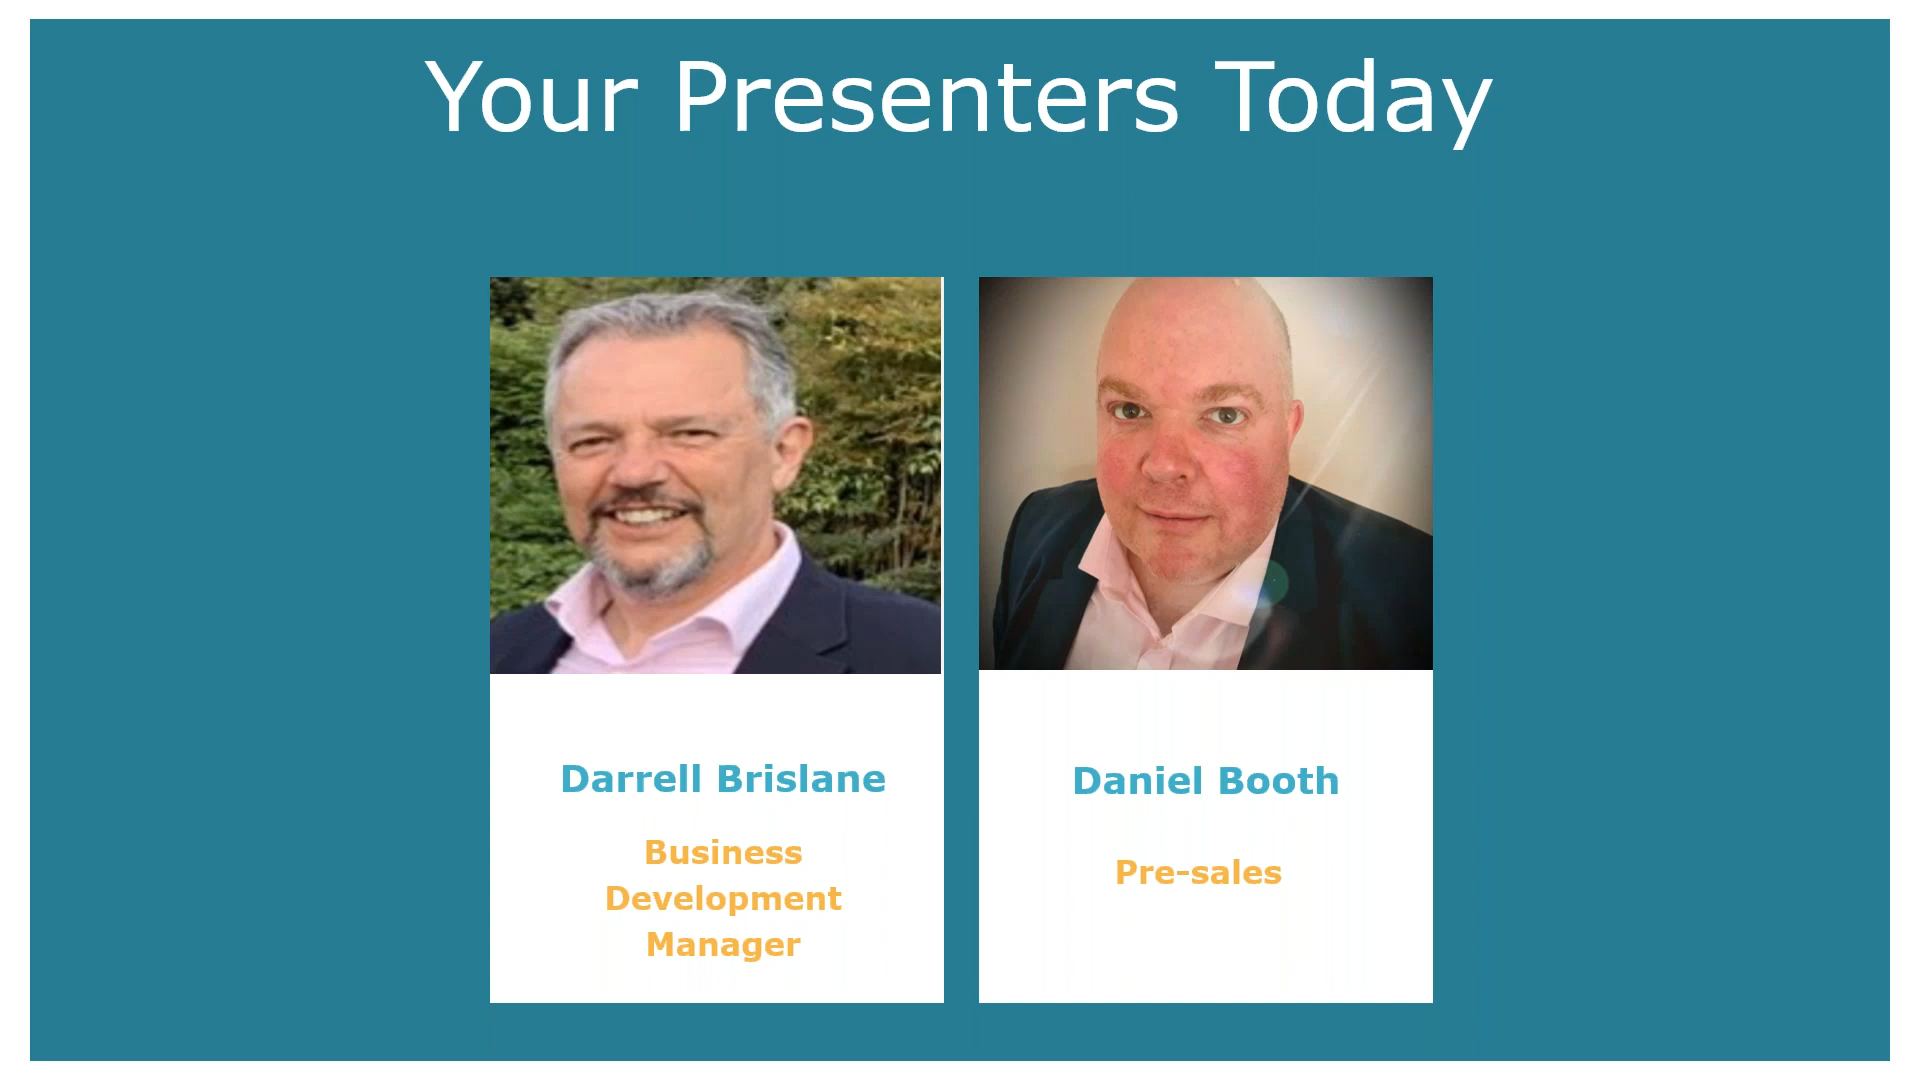 Your Presenters Today
Darrell Brislane
Business
Development
Manager
Daniel Booth
Pre-sales